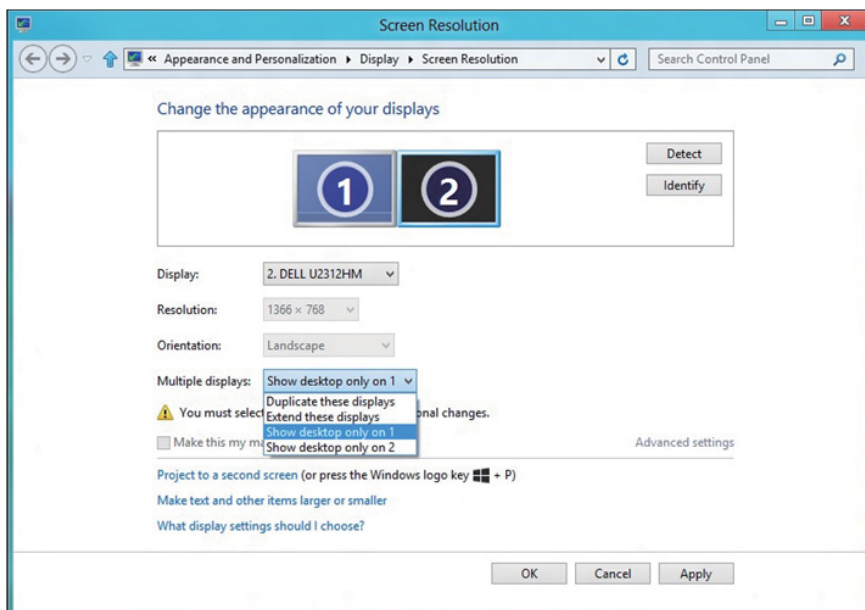 Screen Resolution
« Appearance and Personalization Display Screen Resolution Search Control Panel
Change the appearance of your displays
1 2
Detect
Identify
Display: 2. DELL U2312HM
Resolution: 1366 × 768
Orientation: Landscape
Multiple displays: Show desktop only on 1
Duplicate these displays
Extend these displays
Show desktop only on 1
Show desktop only on 2
You must onal changes.
Make this my Advanced settings
Project to a second screen (or press the Windows logo key + P)
Make text and other items larger or smaller
What display settings should I choose?
OK Cancel Apply